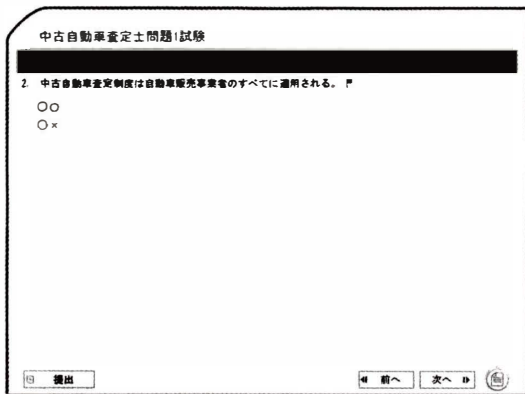 中古自動車査定士問題1試験
2. 中古自動車査定制度は自動車販売事業者のすべてに適用される。
○
×
提出
前へ
次へ